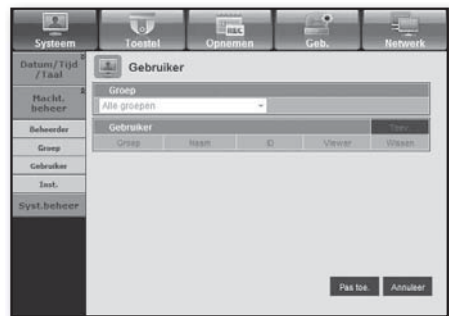 Systeem
Toestel
Opnemen
Geb.
Netwerk
REC
Datum/Tijd
/Taal
Macht.
beheer
Beheerder
Groep
Gebruiker
Inst.
Syst.beheer
Gebruiker
Groep
Alle groepen
Gebruiker
Toev.
Groep Naam ID Viewer Wissen
Pas toe. Annuleer